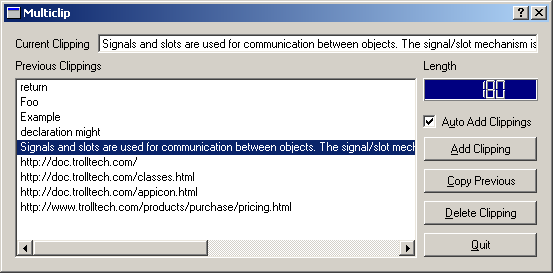 Multiclip
Current Clipping Signals and slots are used for communication between objects. The signal/slot mechanism is
Previous Clippings
return
Foo
Example
declaration might
Signals and slots are used for communication between objects. The signal/slot mech
http://doc.trolltech.com/
http://doc.trolltech.com/classes.html
http://doc.trolltech.com/appicon.html
http://www.trolltech.com/products/purchase/pricing.html
Length
180
Auto Add Clippings
Add Clipping
Copy Previous
Delete Clipping
Quit